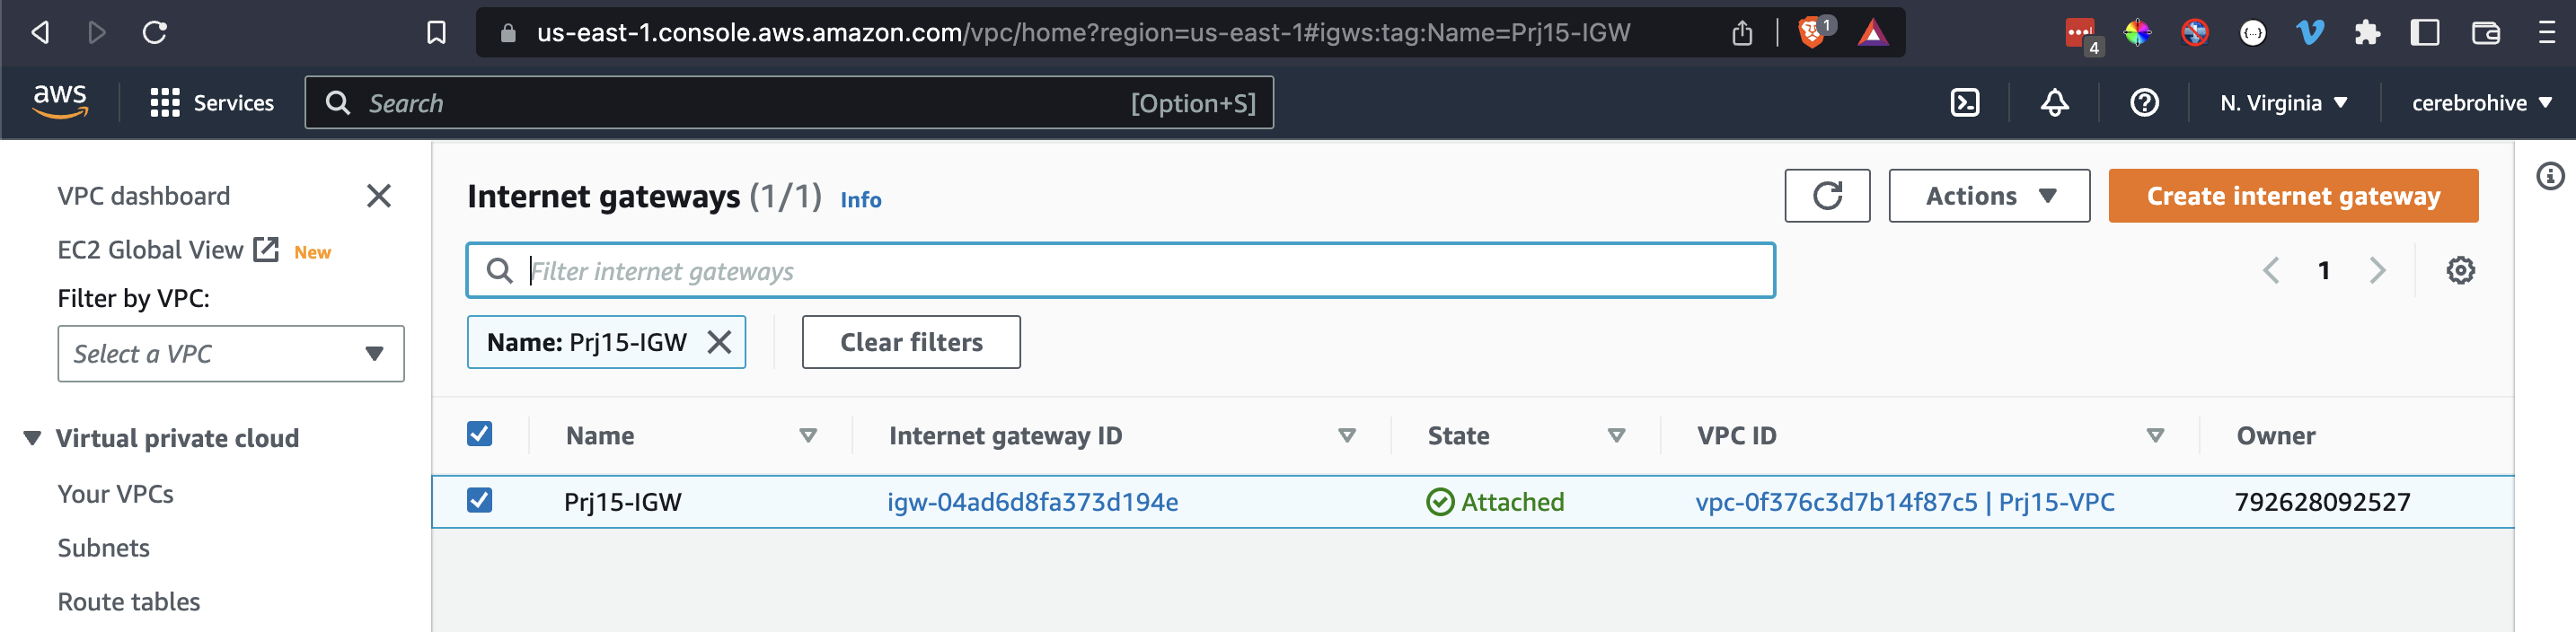 us-east-1.console.aws.amazon.com/vpc/home?region=us-east-1#igws:tag:Name=Prj15-IGW
1
4
aws
Services
Search
[Option+S]
N. Virginia
cerebrohive
VPC dashboard
EC2 Global View New
Filter by VPC:
Select a VPC
Virtual private cloud
Your VPCs
Subnets
Route tables
Internet gateways (1/1) Info
Actions
Create internet gateway
Filter internet gateways
1
Name: Prj15-IGW
Clear filters
Name Internet gateway ID State VPC ID Owner
Prj15-IGW igw-04ad6d8fa373d194e Attached vpc-0f376c3d7b14f87c5 | Prj15-VPC 792628092527